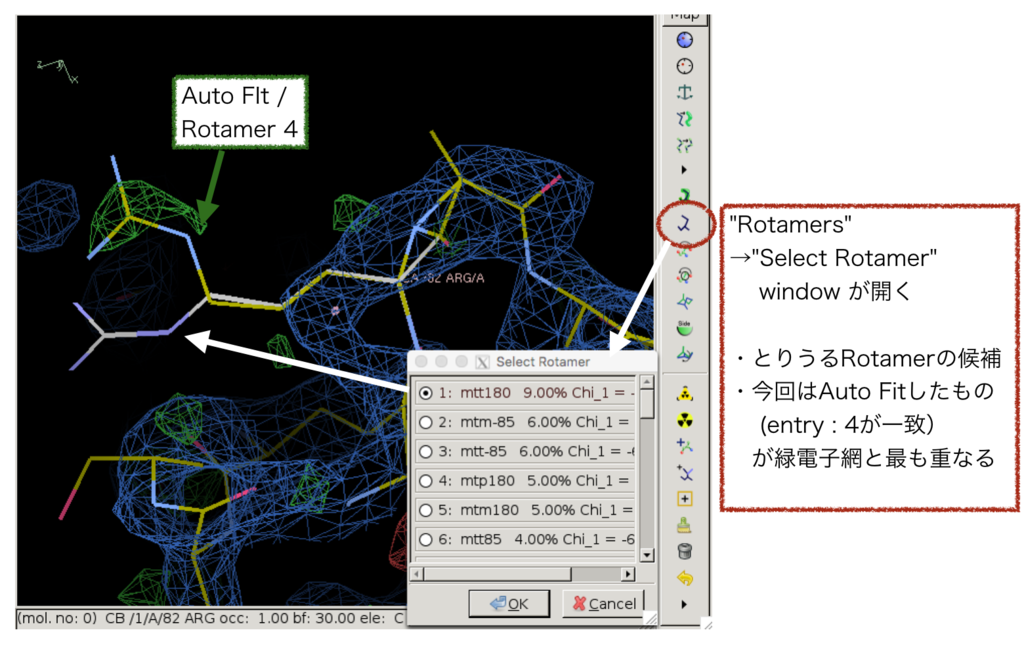 Map
Auto FIt /
Rotamer 4
Z
X
-82 ARG/A
"Rotamers"
→"Select Rotamer"
window が開く
・とりうるRotamerの候補
・今回はAuto Fitしたもの
(entry : 4が一致)
が緑電子網と最も重なる
Select Rotamer
1: mtt180 9.00% Chi_1 = -
2: mtm-85 6.00% Chi_1 =
3: mtt-85 6.00% Chi_1 = -6
4: mtp180 5.00% Chi_1 =
5: mtm180 5.00% Chi_1 =
6: mtt85 4.00% Chi_1 = -6
OK
Cancel
Side
(mol. no: 0) CB /1/A/82 ARG occ: 1.00 bf: 30.00 ele: C